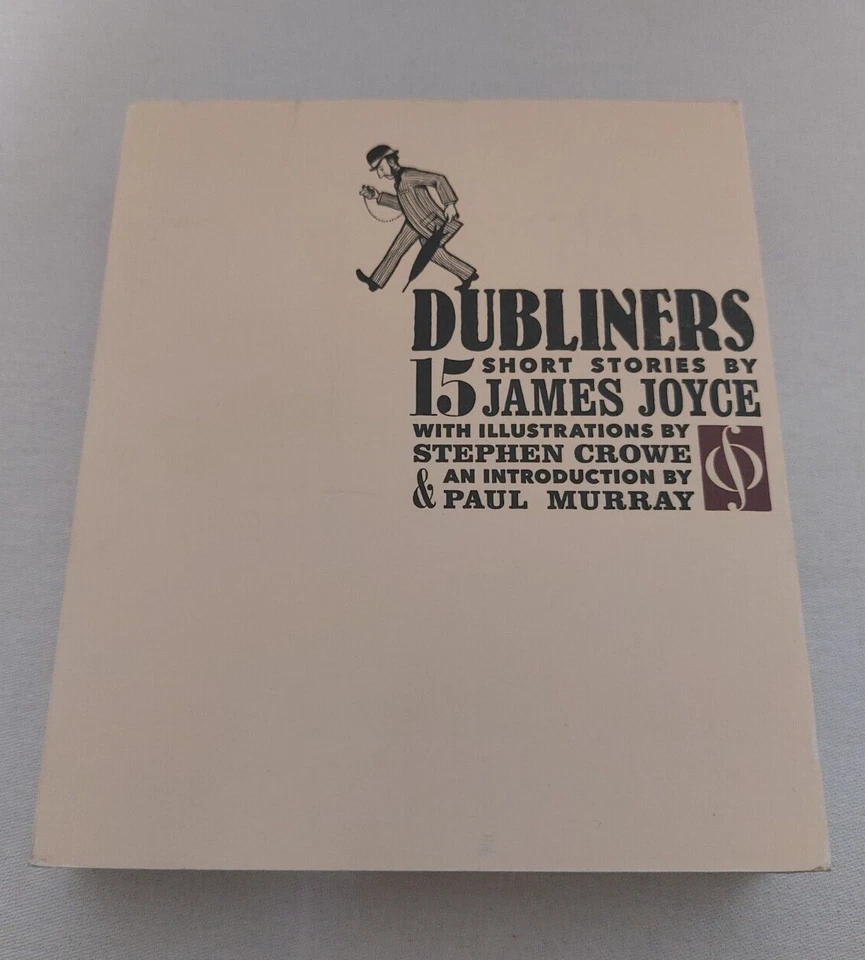 DUBLINERS
15 SHORT STORIES BY
JAMES JOYCE
WITH ILLUSTRATIONS BY
STEPHEN CROWE
& AN INTRODUCTION BY
PAUL MURRAY